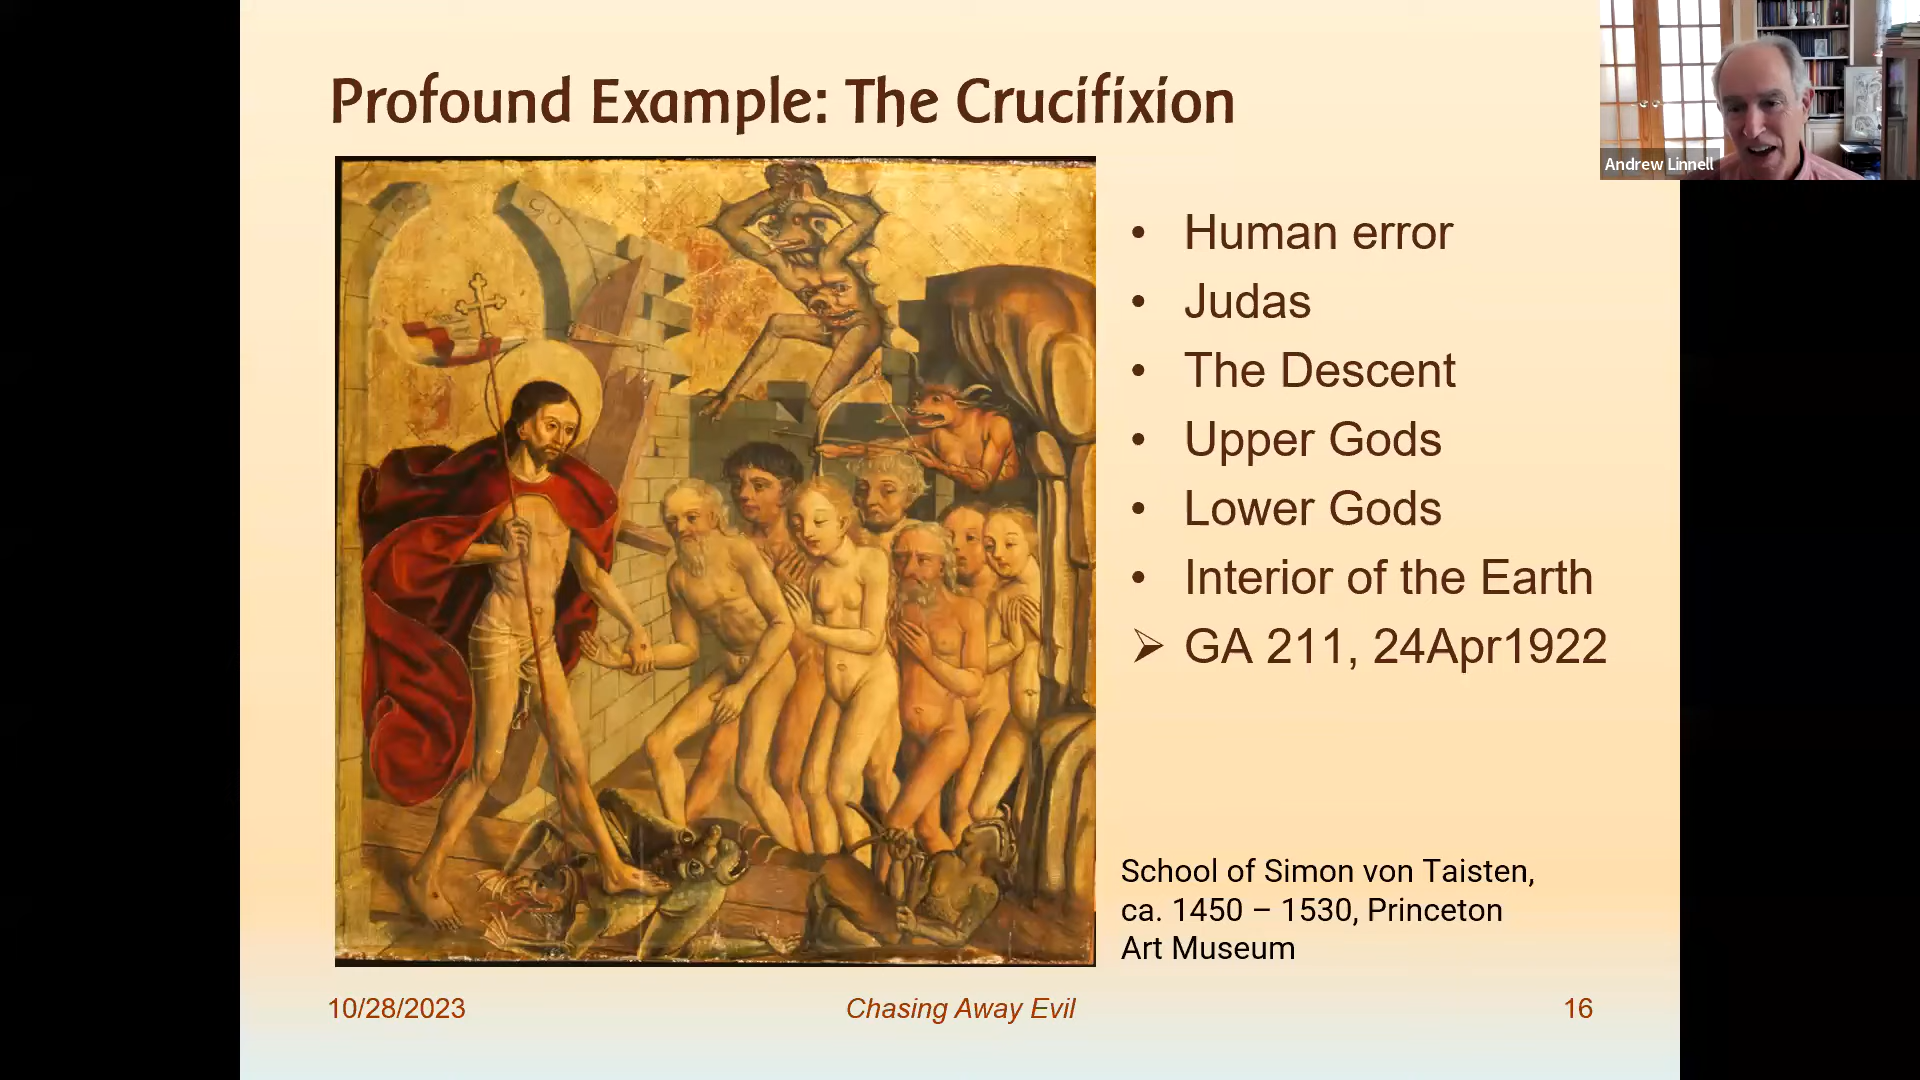 Profound Example: The Crucifixion
Andrew Linnell
• Human error
• Judas
• The Descent
• Upper Gods
• Lower Gods
• Interior of the Earth
➢ GA 211, 24Apr1922
School of Simon von Taisten,
ca. 1450 – 1530, Princeton
Art Museum
10/28/2023
Chasing Away Evil
16